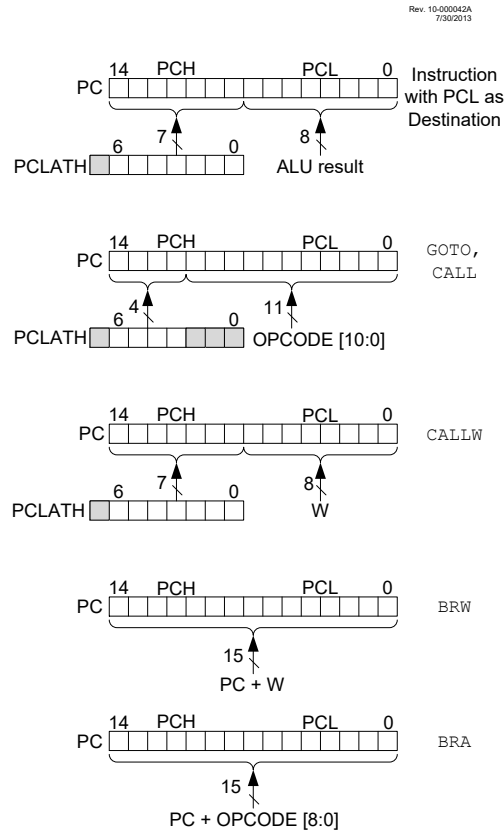 Rev. 10-000042A
7/30/2013
14 PCH PCL 0
PC
Instruction
with PCL as
Destination
7 8
6 0
PCLATH
ALU result
14 PCH PCL 0
PC
GOTO,
CALL
4 11
6 0
PCLATH
OPCODE [10:0]
14 PCH PCL 0
PC
CALLW
7 8
6 0
PCLATH
W
14 PCH PCL 0
PC
BRW
15
PC + W
14 PCH PCL 0
PC
BRA
15
PC + OPCODE [8:0]